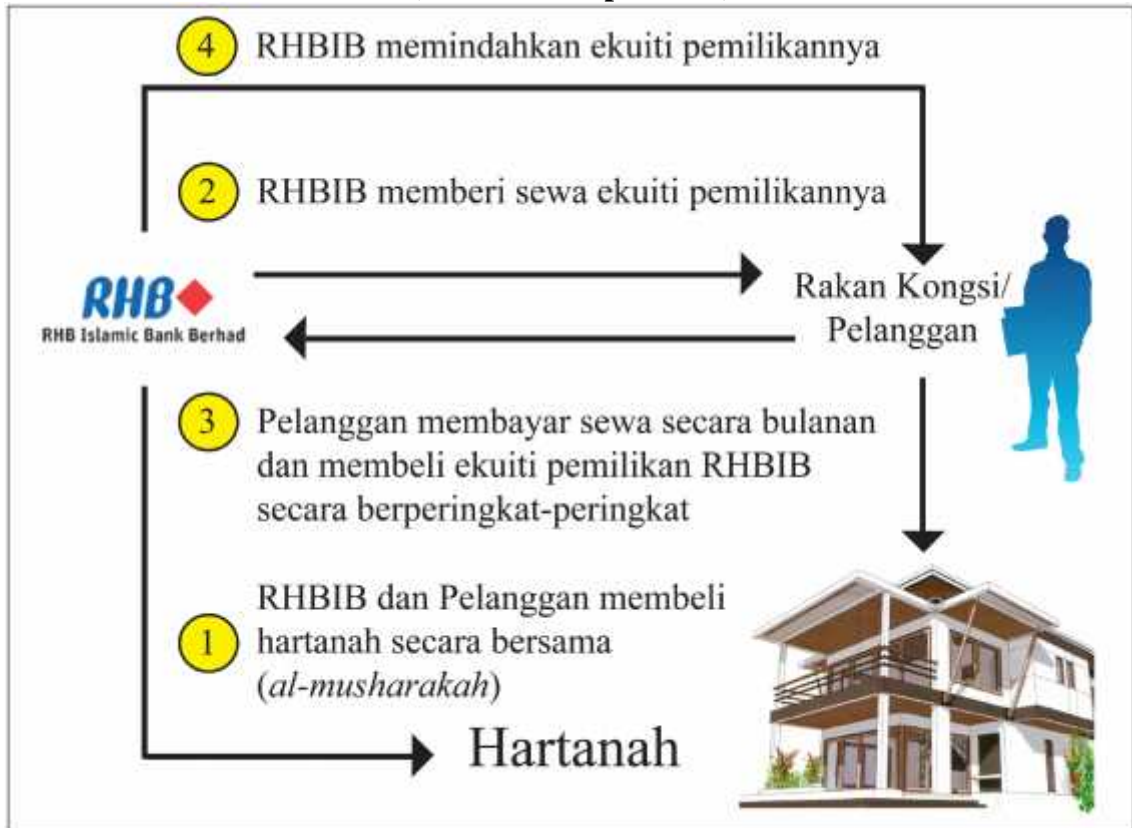 4 RHBIB memindahkan ekuiti pemilikannya
2 RHBIB memberi sewa ekuiti pemilikannya
RHB
RHB Islamic Bank Berhad
Rakan Kongsi/
Pelanggan
3 Pelanggan membayar sewa secara bulanan
dan membeli ekuiti pemilikan RHBIB
secara berperingkat-peringkat
1 RHBIB dan Pelanggan membeli
hartanah secara bersama
(al-musharakah)
Hartanah